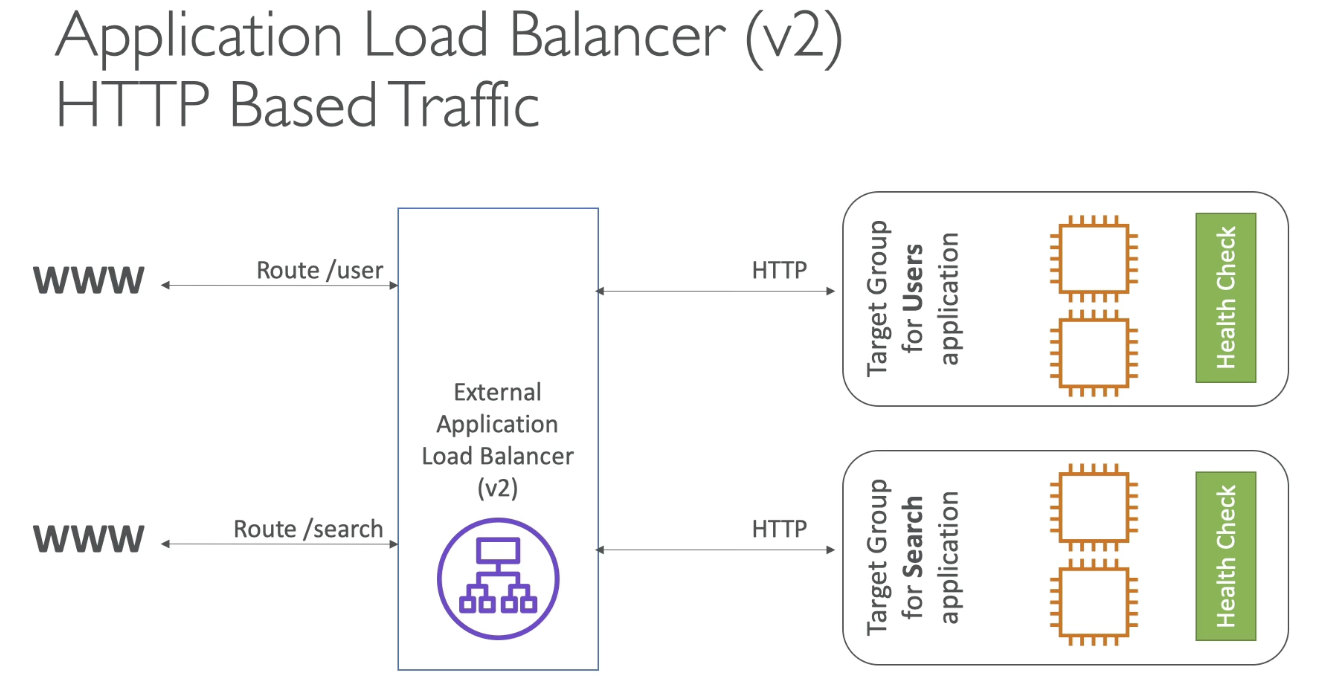 Application Load Balancer (v2)
HTTP Based Traffic
WWW
Route /user
HTTP
Target Group
for Users
application
Health Check
External
Application
Load Balancer
(v2)
WWW
Route /search
HTTP
Target Group
for Search
application
Health Check